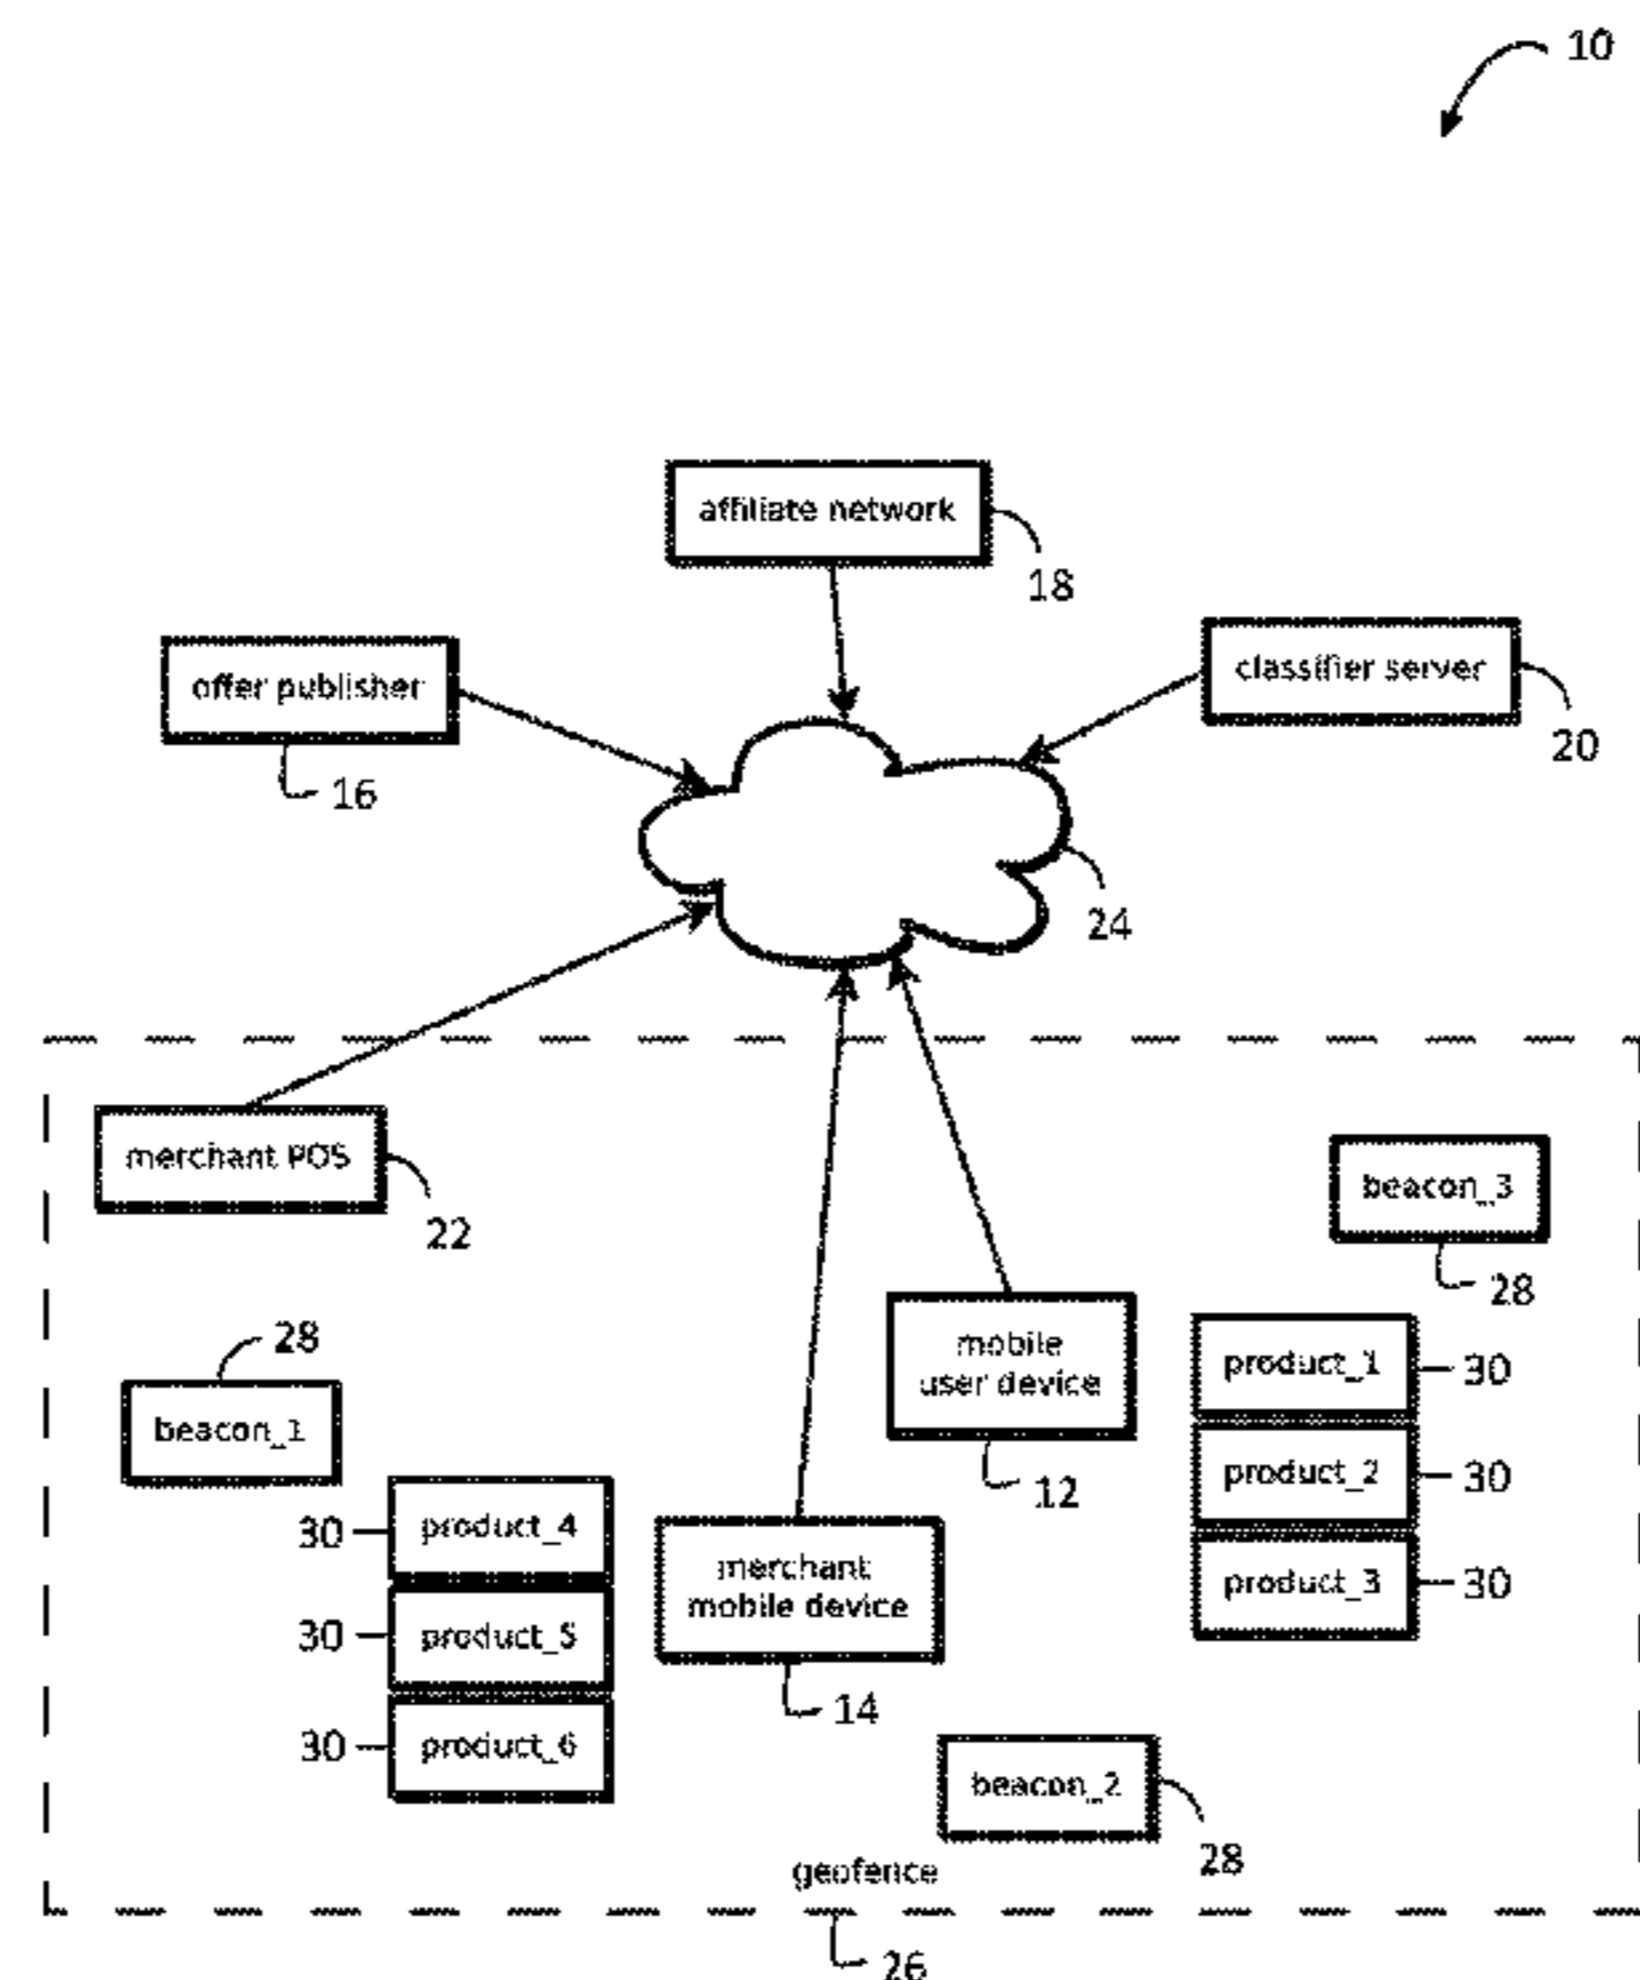 10
affiliate network
18
offer publisher
16
classifier server
20
24
merchant POS
22
beacon_3
28
28
beacon_1
mobile
user device
12
product_1
30
product_2
30
product_3
30
30
product_4
30
product_5
30
product_6
merchant
mobile device
14
beacon_2
28
geofence
26